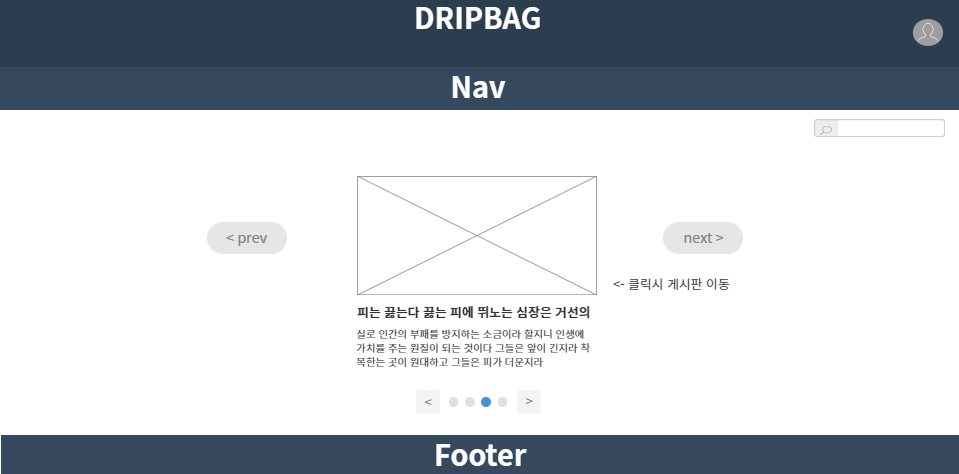 DRIPBAG
Nav
< prev
next >
<- 클릭시 게시판 이동
피는 끓는다 끓는 피에 뛰노는 심장은 거선의
실로 인간의 부패를 방지하는 소금이라 할지니 인생에
가치를 주는 원질이 되는 것이다 그들은 앞이 긴지라 착
목한는 곳이 원대하고 그들은 피가 더운지라
< >
Footer